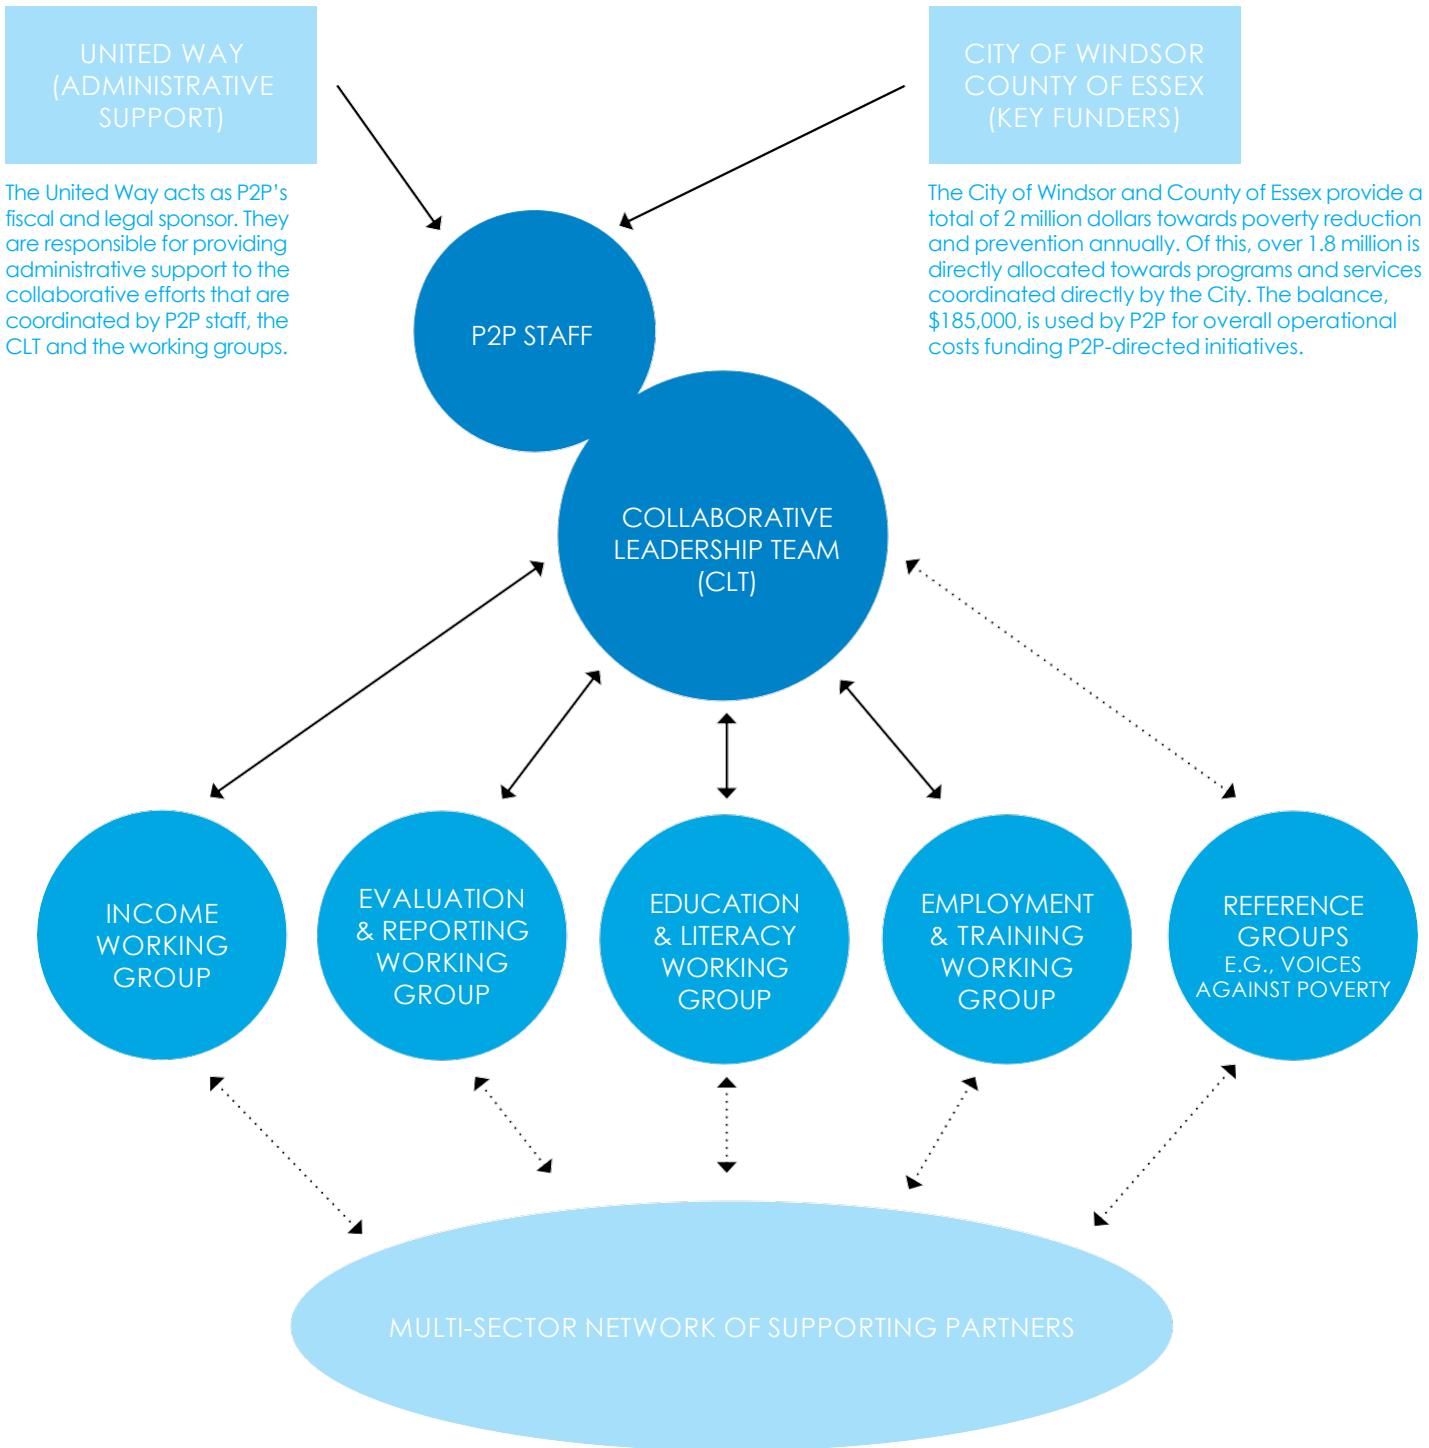 UNITED WAY
(ADMINISTRATIVE
SUPPORT)
CITY OF WINDSOR
COUNTY OF ESSEX
(KEY FUNDERS)
The United Way acts as P2P's
fiscal and legal sponsor. They
are responsible for providing
administrative support to the
collaborative efforts that are
coordinated by P2P staff, the
CLT and the working groups.
The City of Windsor and County of Essex provide a
total of 2 million dollars towards poverty reduction
and prevention annually. Of this, over 1.8 million is
directly allocated towards programs and services
coordinated directly by the City. The balance,
$185,000, is used by P2P for overall operational
costs funding P2P-directed initiatives.
P2P STAFF
COLLABORATIVE
LEADERSHIP TEAM
(CLT)
INCOME
WORKING
GROUP
EVALUATION
& REPORTING
WORKING
GROUP
EDUCATION
& LITERACY
WORKING
GROUP
EMPLOYMENT
& TRAINING
WORKING
GROUP
REFERENCE
GROUPS
E.G., VOICES
AGAINST POVERTY
MULTI-SECTOR NETWORK OF SUPPORTING PARTNERS